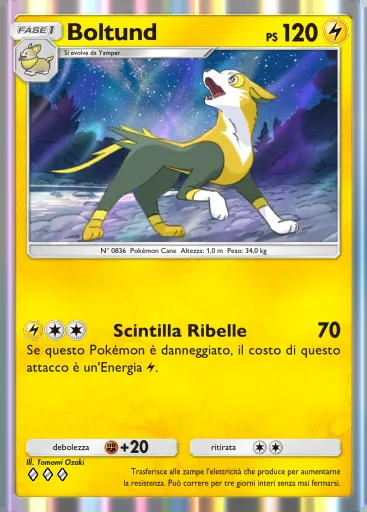 FASE 1
Boltund
PS 120
Si evolve da Yamper
N° 0836 Pokémon Cane Altezza: 1,0 m Peso: 34,0 kg
Scintilla Ribelle 70
Se questo Pokémon è danneggiato, il costo di questo
attacco è un'Energia.
debolezza +20
ritirata
Ill. Tomomi Ozaki
Trasferisce alle zampe l'elettricità che produce per aumentarne
la resistenza. Può correre per tre giorni interi senza mai fermarsi.